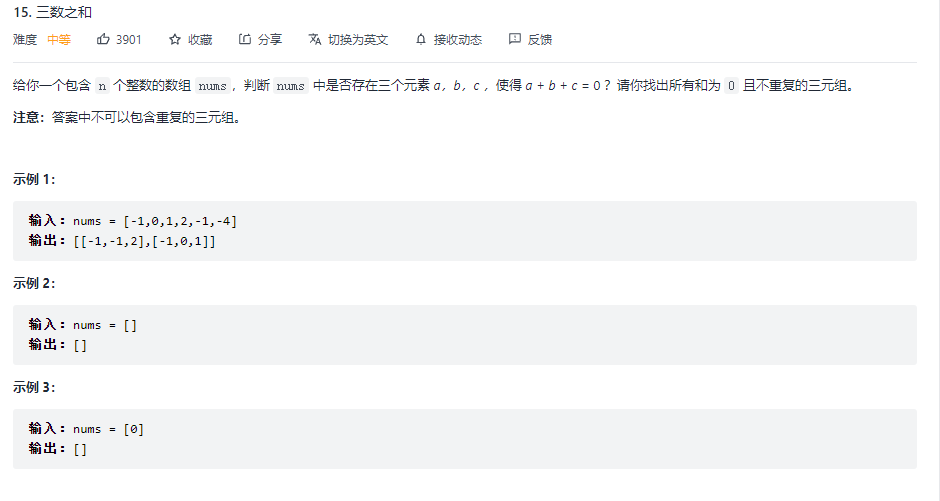 15. 三数之和
难度 中等 3901 收藏 分享 切换为英文 接收动态 反馈
给你一个包含 n 个整数的数组 nums ，判断 nums 中是否存在三个元素 a，b，c ，使得 a + b + c = 0 ？请你找出所有和为 0 且不重复的三元组。
注意：答案中不可以包含重复的三元组。
示例 1：
输入：nums = [-1,0,1,2,-1,-4]
输出：[[-1,-1,2],[-1,0,1]]
示例 2：
输入：nums = []
输出：[]
示例 3：
输入：nums = [0]
输出：[]